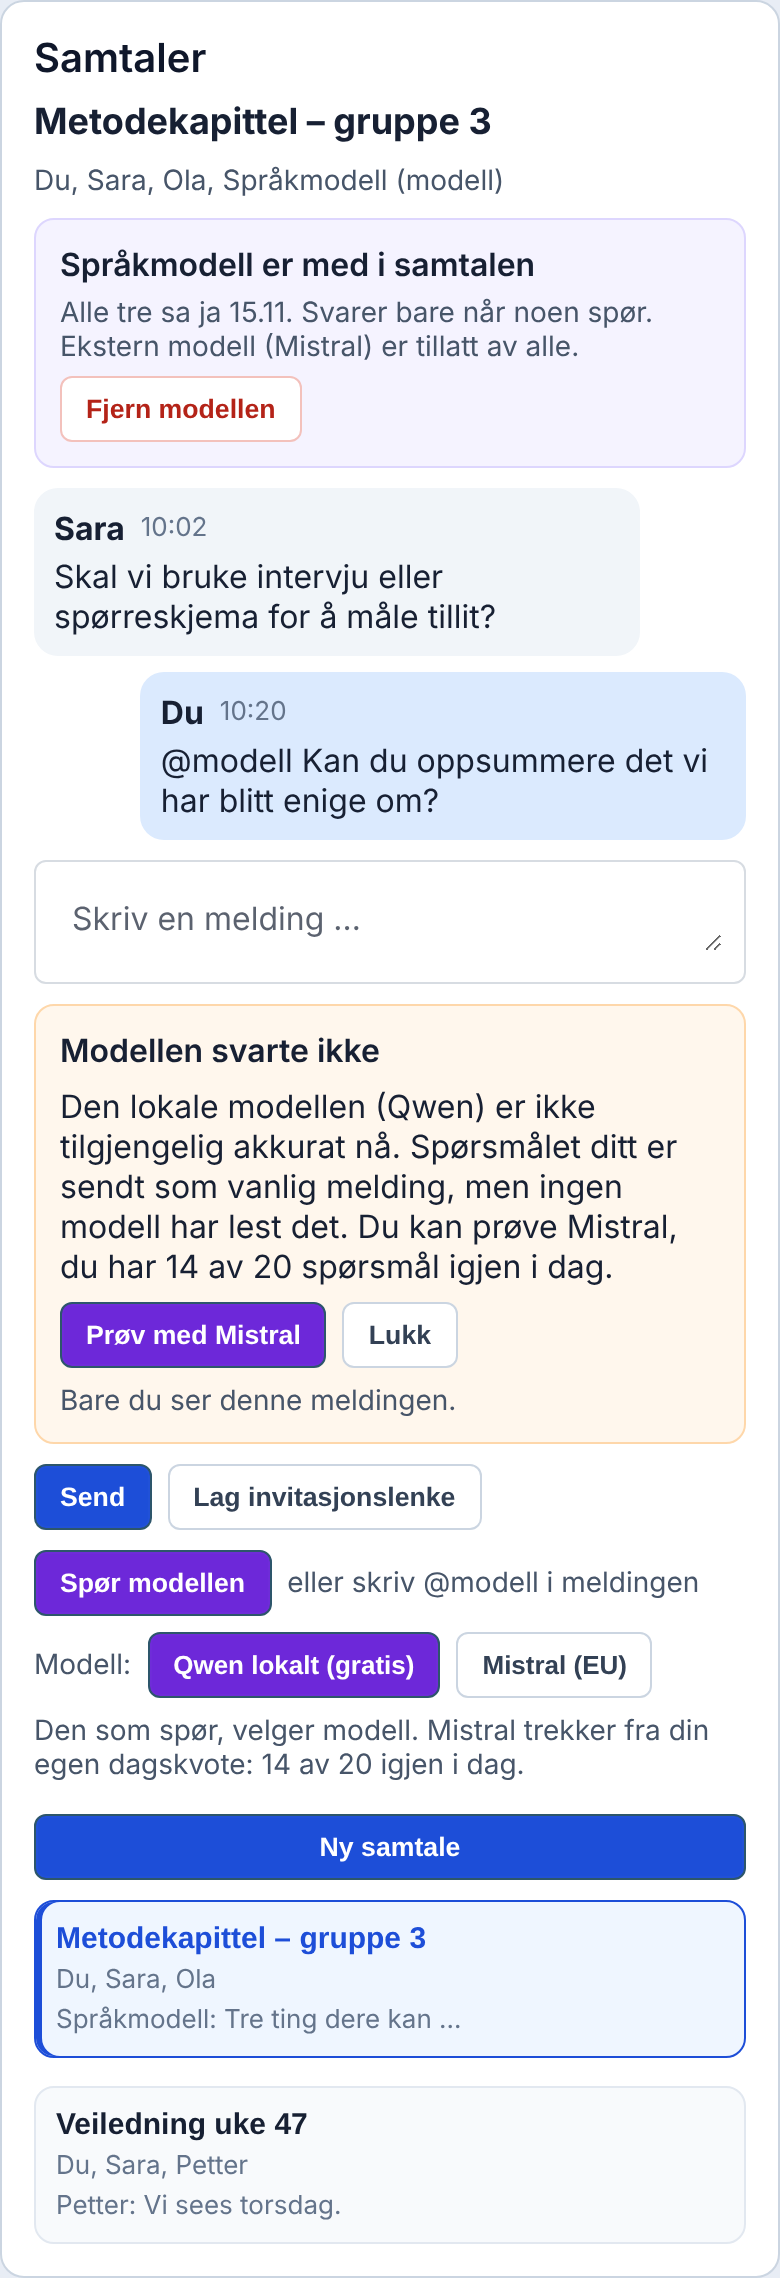 Samtaler
Metodekapittel – gruppe 3
Du, Sara, Ola, Språkmodell (modell)
Språkmodell er med i samtalen
Alle tre sa ja 15.11. Svarer bare når noen spør.
Ekstern modell (Mistral) er tillatt av alle.
Fjern modellen
Sara 10:02
Skal vi bruke intervju eller
spørreskjema for å måle tillit?
Du 10:20
@modell Kan du oppsummere det vi
har blitt enige om?
Skriv en melding ...
Modellen svarte ikke
Den lokale modellen (Qwen) er ikke
tilgjengelig akkurat nå. Spørsmålet ditt er
sendt som vanlig melding, men ingen
modell har lest det. Du kan prøve Mistral,
du har 14 av 20 spørsmål igjen i dag.
Prøv med Mistral Lukk
Bare du ser denne meldingen.
Send Lag invitasjonslenke
Spør modellen eller skriv @modell i meldingen
Modell: Qwen lokalt (gratis) Mistral (EU)
Den som spør, velger modell. Mistral trekker fra din
egen dagskvote: 14 av 20 igjen i dag.
Ny samtale
Metodekapittel – gruppe 3
Du, Sara, Ola
Språkmodell: Tre ting dere kan ...
Veiledning uke 47
Du, Sara, Petter
Petter: Vi sees torsdag.